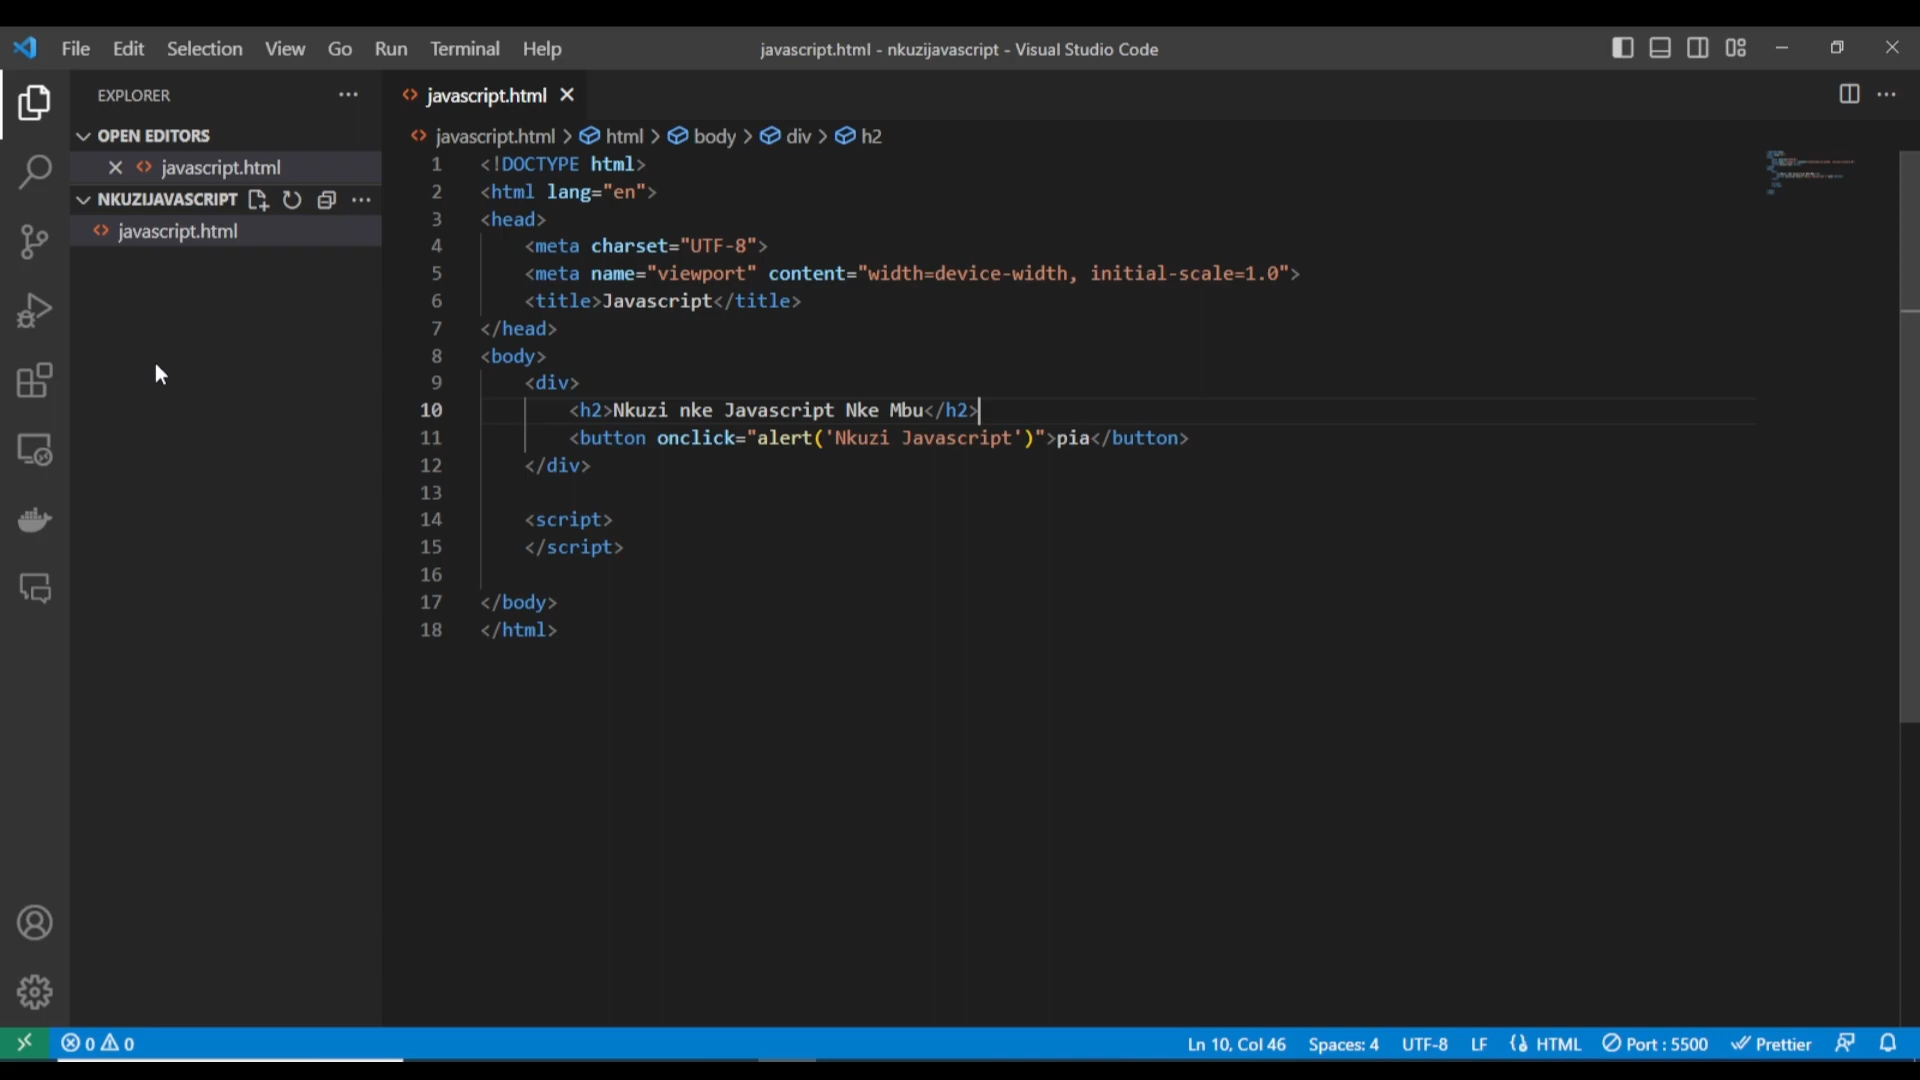 File Edit Selection View Go Run Terminal Help
javascript.html - nkuzijavascript - Visual Studio Code
EXPLORER
OPEN EDITORS
javascript.html
NKUZIJAVASCRIPT
javascript.html
javascript.html
javascript.html > html > body > div > h2
1 <!DOCTYPE html>
2 <html lang="en">
3 <head>
4 <meta charset="UTF-8">
5 <meta name="viewport" content="width=device-width, initial-scale=1.0">
6 <title>Javascript</title>
7 </head>
8 <body>
9 <div>
10 <h2>Nkuzi nke Javascript Nke Mbu</h2>
11 <button onclick="alert('Nkuzi Javascript')">pia</button>
12 </div>
13
14 <script>
15 </script>
16
17 </body>
18 </html>
0 0 Ln 10, Col 46 Spaces: 4 UTF-8 LF HTML Port : 5500 Prettier